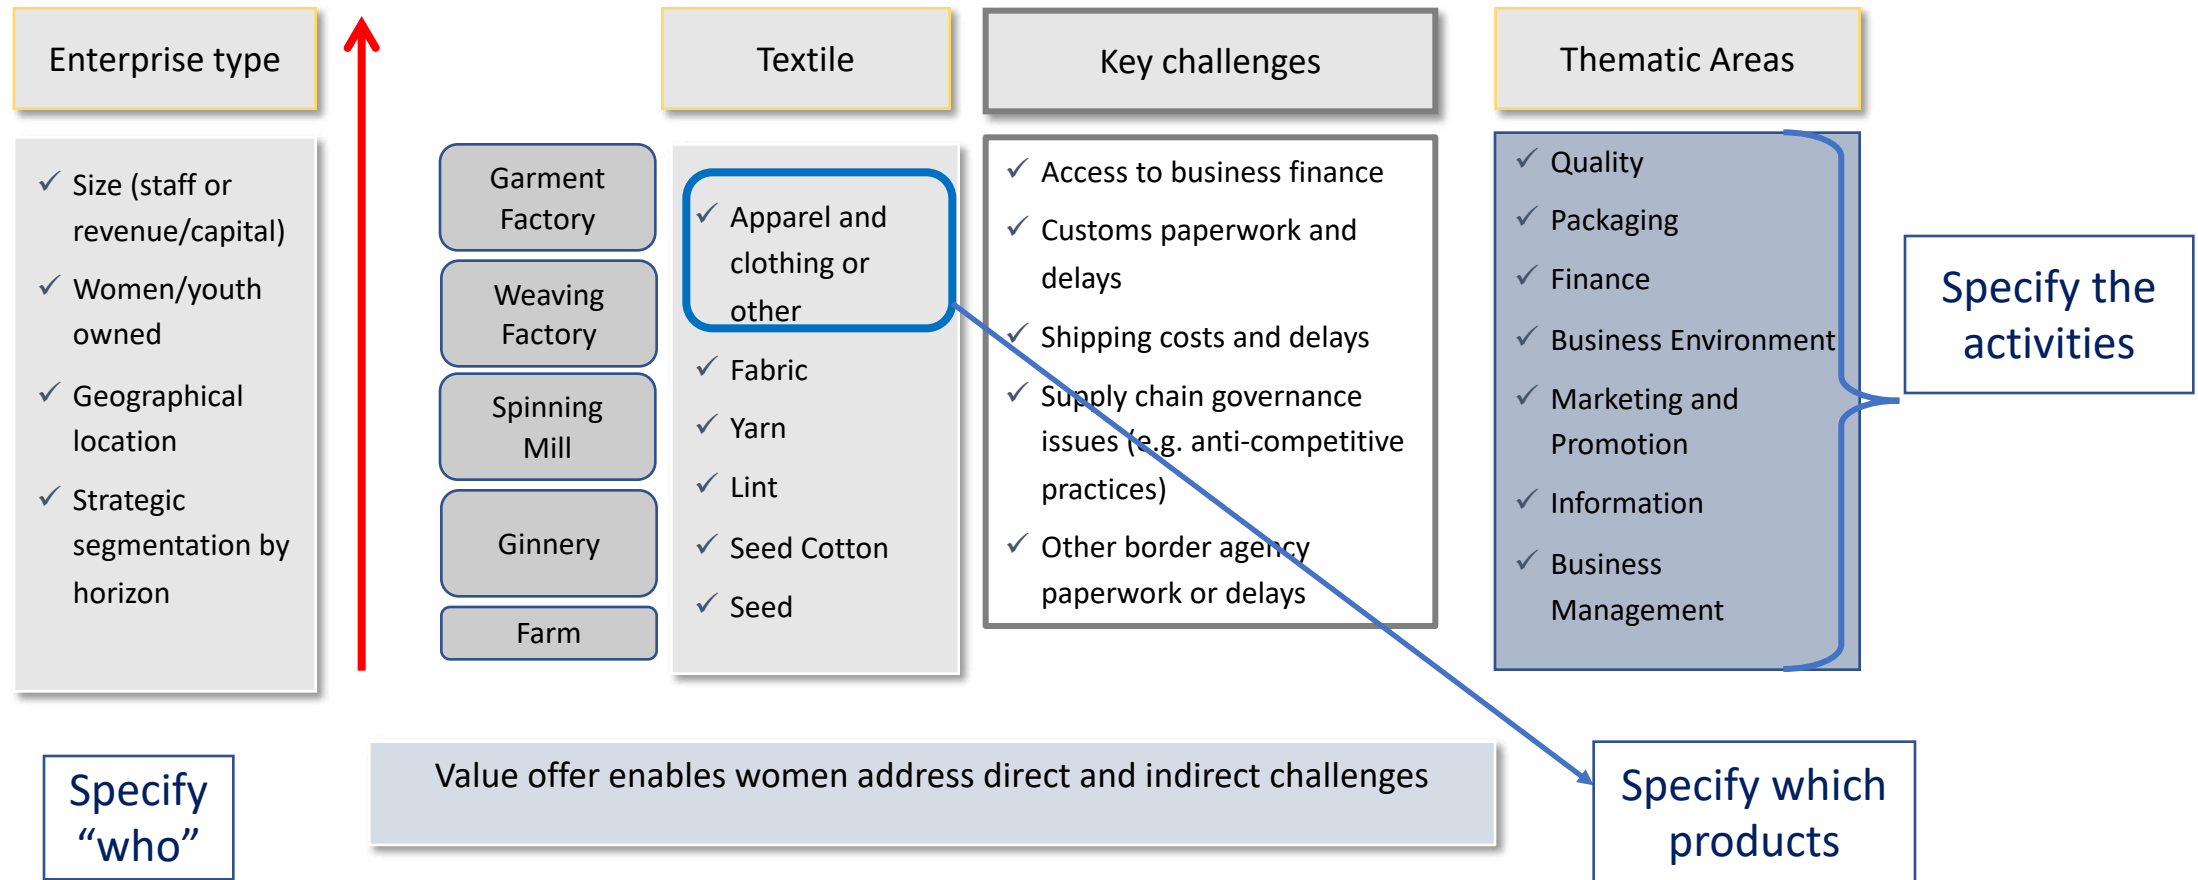 Enterprise type
✓ Size (staff or
revenue/capital)
✓ Women/youth
owned
✓ Geographical
location
✓ Strategic
segmentation by
horizon
Specify
“who”
Garment
Factory
Weaving
Factory
Spinning
Mill
Ginnery
Farm
Textile
✓ Apparel and
clothing or
other
✓ Fabric
✓ Yarn
✓ Lint
✓ Seed Cotton
✓ Seed
Key challenges
✓ Access to business finance
✓ Customs paperwork and
delays
✓ Shipping costs and delays
✓ Supply chain governance
issues (e.g. anti-competitive
practices)
✓ Other border agency
paperwork or delays
Thematic Areas
✓ Quality
✓ Packaging
✓ Finance
✓ Business Environment
✓ Marketing and
Promotion
✓ Information
✓ Business
Management
Specify the
activities
Value offer enables women address direct and indirect challenges
Specify which
products